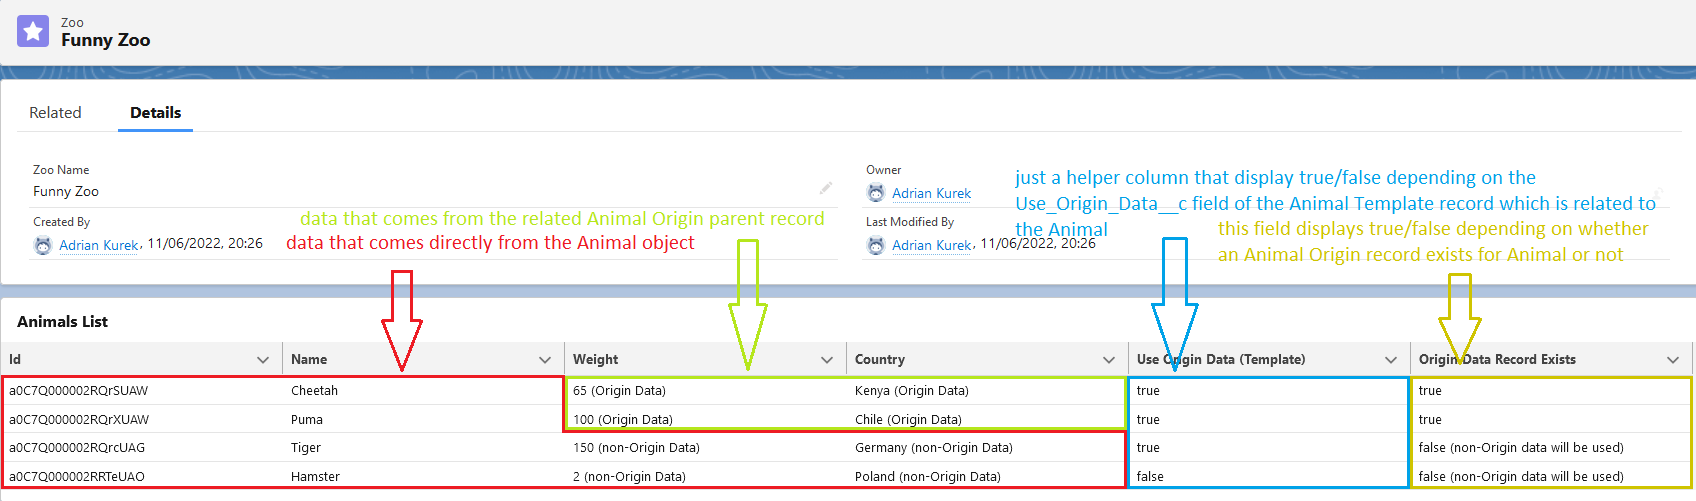 Zoo
Funny Zoo
Related
Details
Zoo Name
Funny Zoo
Owner
Adrian Kurek
Created By
Adrian Kurek, 11/06/2022, 20:26
Last Modified By
Adrian Kurek, 11/06/2022, 20:26
data that comes from the related Animal Origin parent record
data that comes directly from the Animal object
just a helper column that display true/false depending on the
Use_Origin_Data__c field of the Animal Template record which is related to
the Animal
this field displays true/false depending on whether
an Animal Origin record exists for Animal or not
Animals List
Id Name Weight Country Use Origin Data (Template) Origin Data Record Exists
a0C7Q000002RQrSUAW Cheetah 65 (Origin Data) Kenya (Origin Data) true true
a0C7Q000002RQrXUAW Puma 100 (Origin Data) Chile (Origin Data) true true
a0C7Q000002RQrcUAG Tiger 150 (non-Origin Data) Germany (non-Origin Data) true false (non-Origin data will be used)
a0C7Q000002RRTeUAO Hamster 2 (non-Origin Data) Poland (non-Origin Data) false false (non-Origin data will be used)